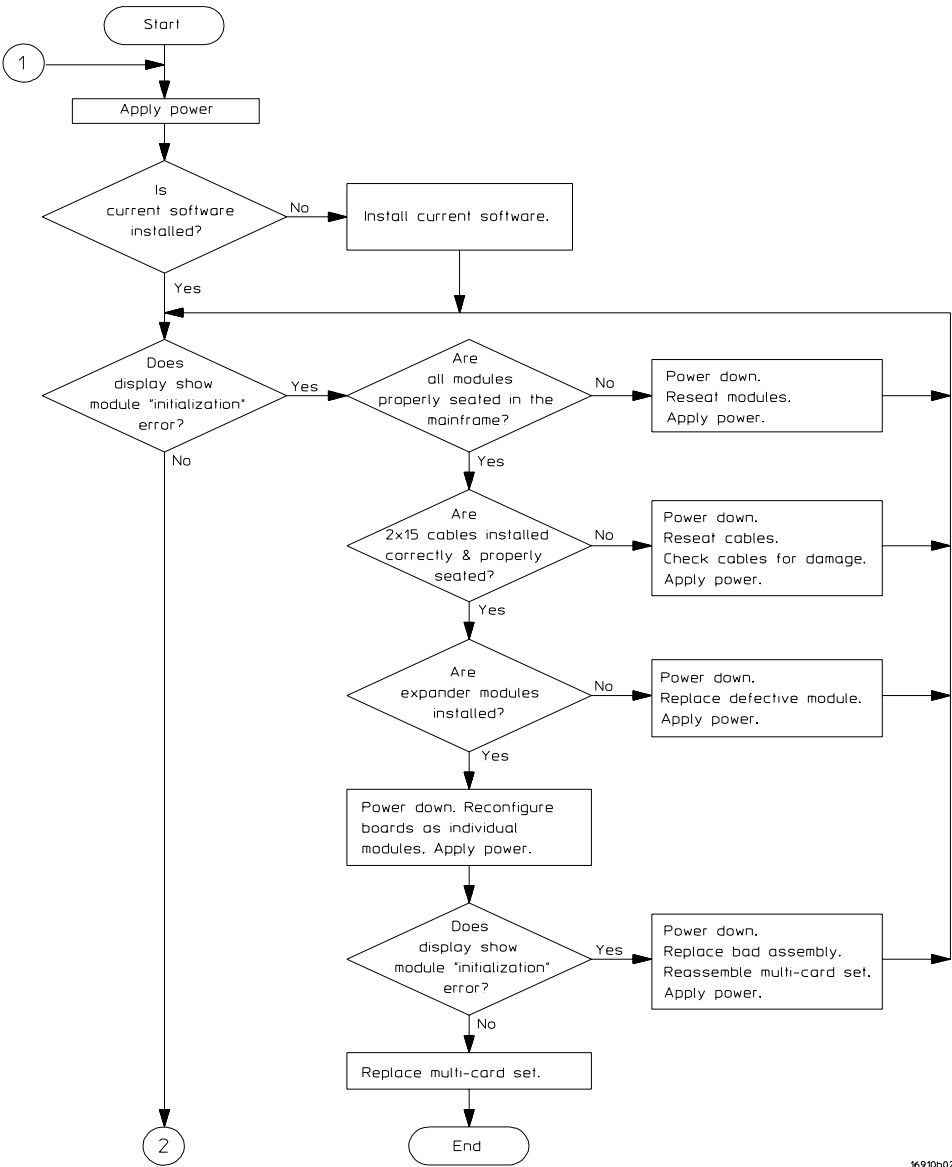 Start
1
Apply power
Is
current software
installed?
No
Install current software.
Yes
Does
display show
module "initialization"
error?
Yes
Are
all modules
properly seated in the
mainframe?
No
Power down.
Reseat modules.
Apply power.
No
Yes
Are
2x15 cables installed
correctly & properly
seated?
No
Power down.
Reseat cables.
Check cables for damage.
Apply power.
Yes
Are
expander modules
installed?
No
Power down.
Replace defective module.
Apply power.
Yes
Power down. Reconfigure
boards as individual
modules. Apply power.
Does
display show
module "initialization"
error?
Yes
Power down.
Replace bad assembly.
Reassemble multi-card set.
Apply power.
No
Replace multi-card set.
2
End